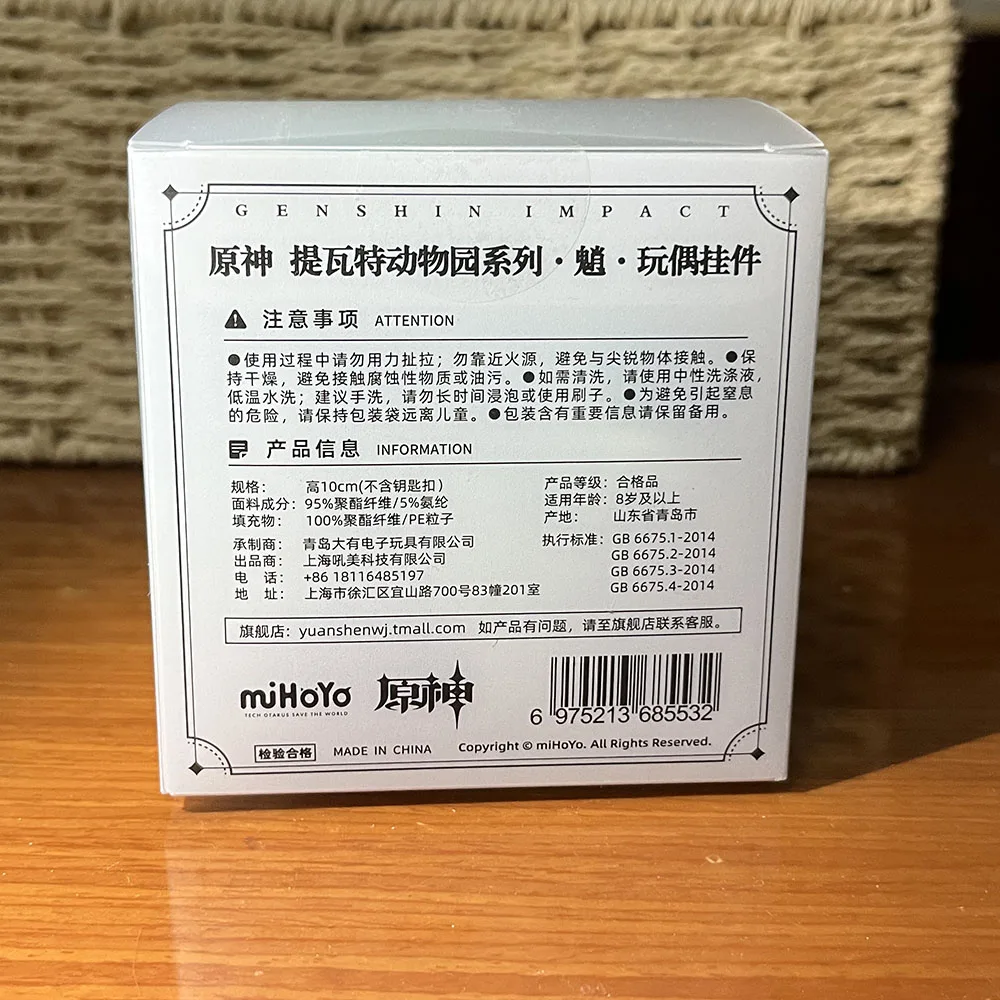 GENSHIN IMPACT
原神 提瓦特动物园系列·魈·玩偶挂件
注意事项 ATTENTION
●使用过程中请勿用力扯拉；勿靠近火源，避免与尖锐物体接触。●保
持干燥，避免接触腐蚀性物质或油污。●如需清洗，请使用中性洗涤液，
低温水洗；建议手洗，请勿长时间浸泡或使用刷子。●为避免引起窒息
的危险，请保持包装袋远离儿童。●包装含有重要信息请保留备用。
产品信息 INFORMATION
规格： 高10cm(不含钥匙扣)
面料成分：95%聚酯纤维/5%氨纶
填充物： 100%聚酯纤维/PE粒子
承制商： 青岛大有电子玩具有限公司
出品商： 上海吼美科技有限公司
电 话： +86 18116485197
地 址： 上海市徐汇区宜山路700号83幢201室
产品等级：合格品
适用年龄：8岁及以上
产地： 山东省青岛市
执行标准：GB 6675.1-2014
GB 6675.2-2014
GB 6675.3-2014
GB 6675.4-2014
旗舰店：yuanshenwj.tmall.com 如产品有问题，请至旗舰店联系客服。
miHoYo
TECH OTAKUS SAVE THE WORLD
原神
6 975213 685532
检验合格 MADE IN CHINA Copyright © miHoYo. All Rights Reserved.